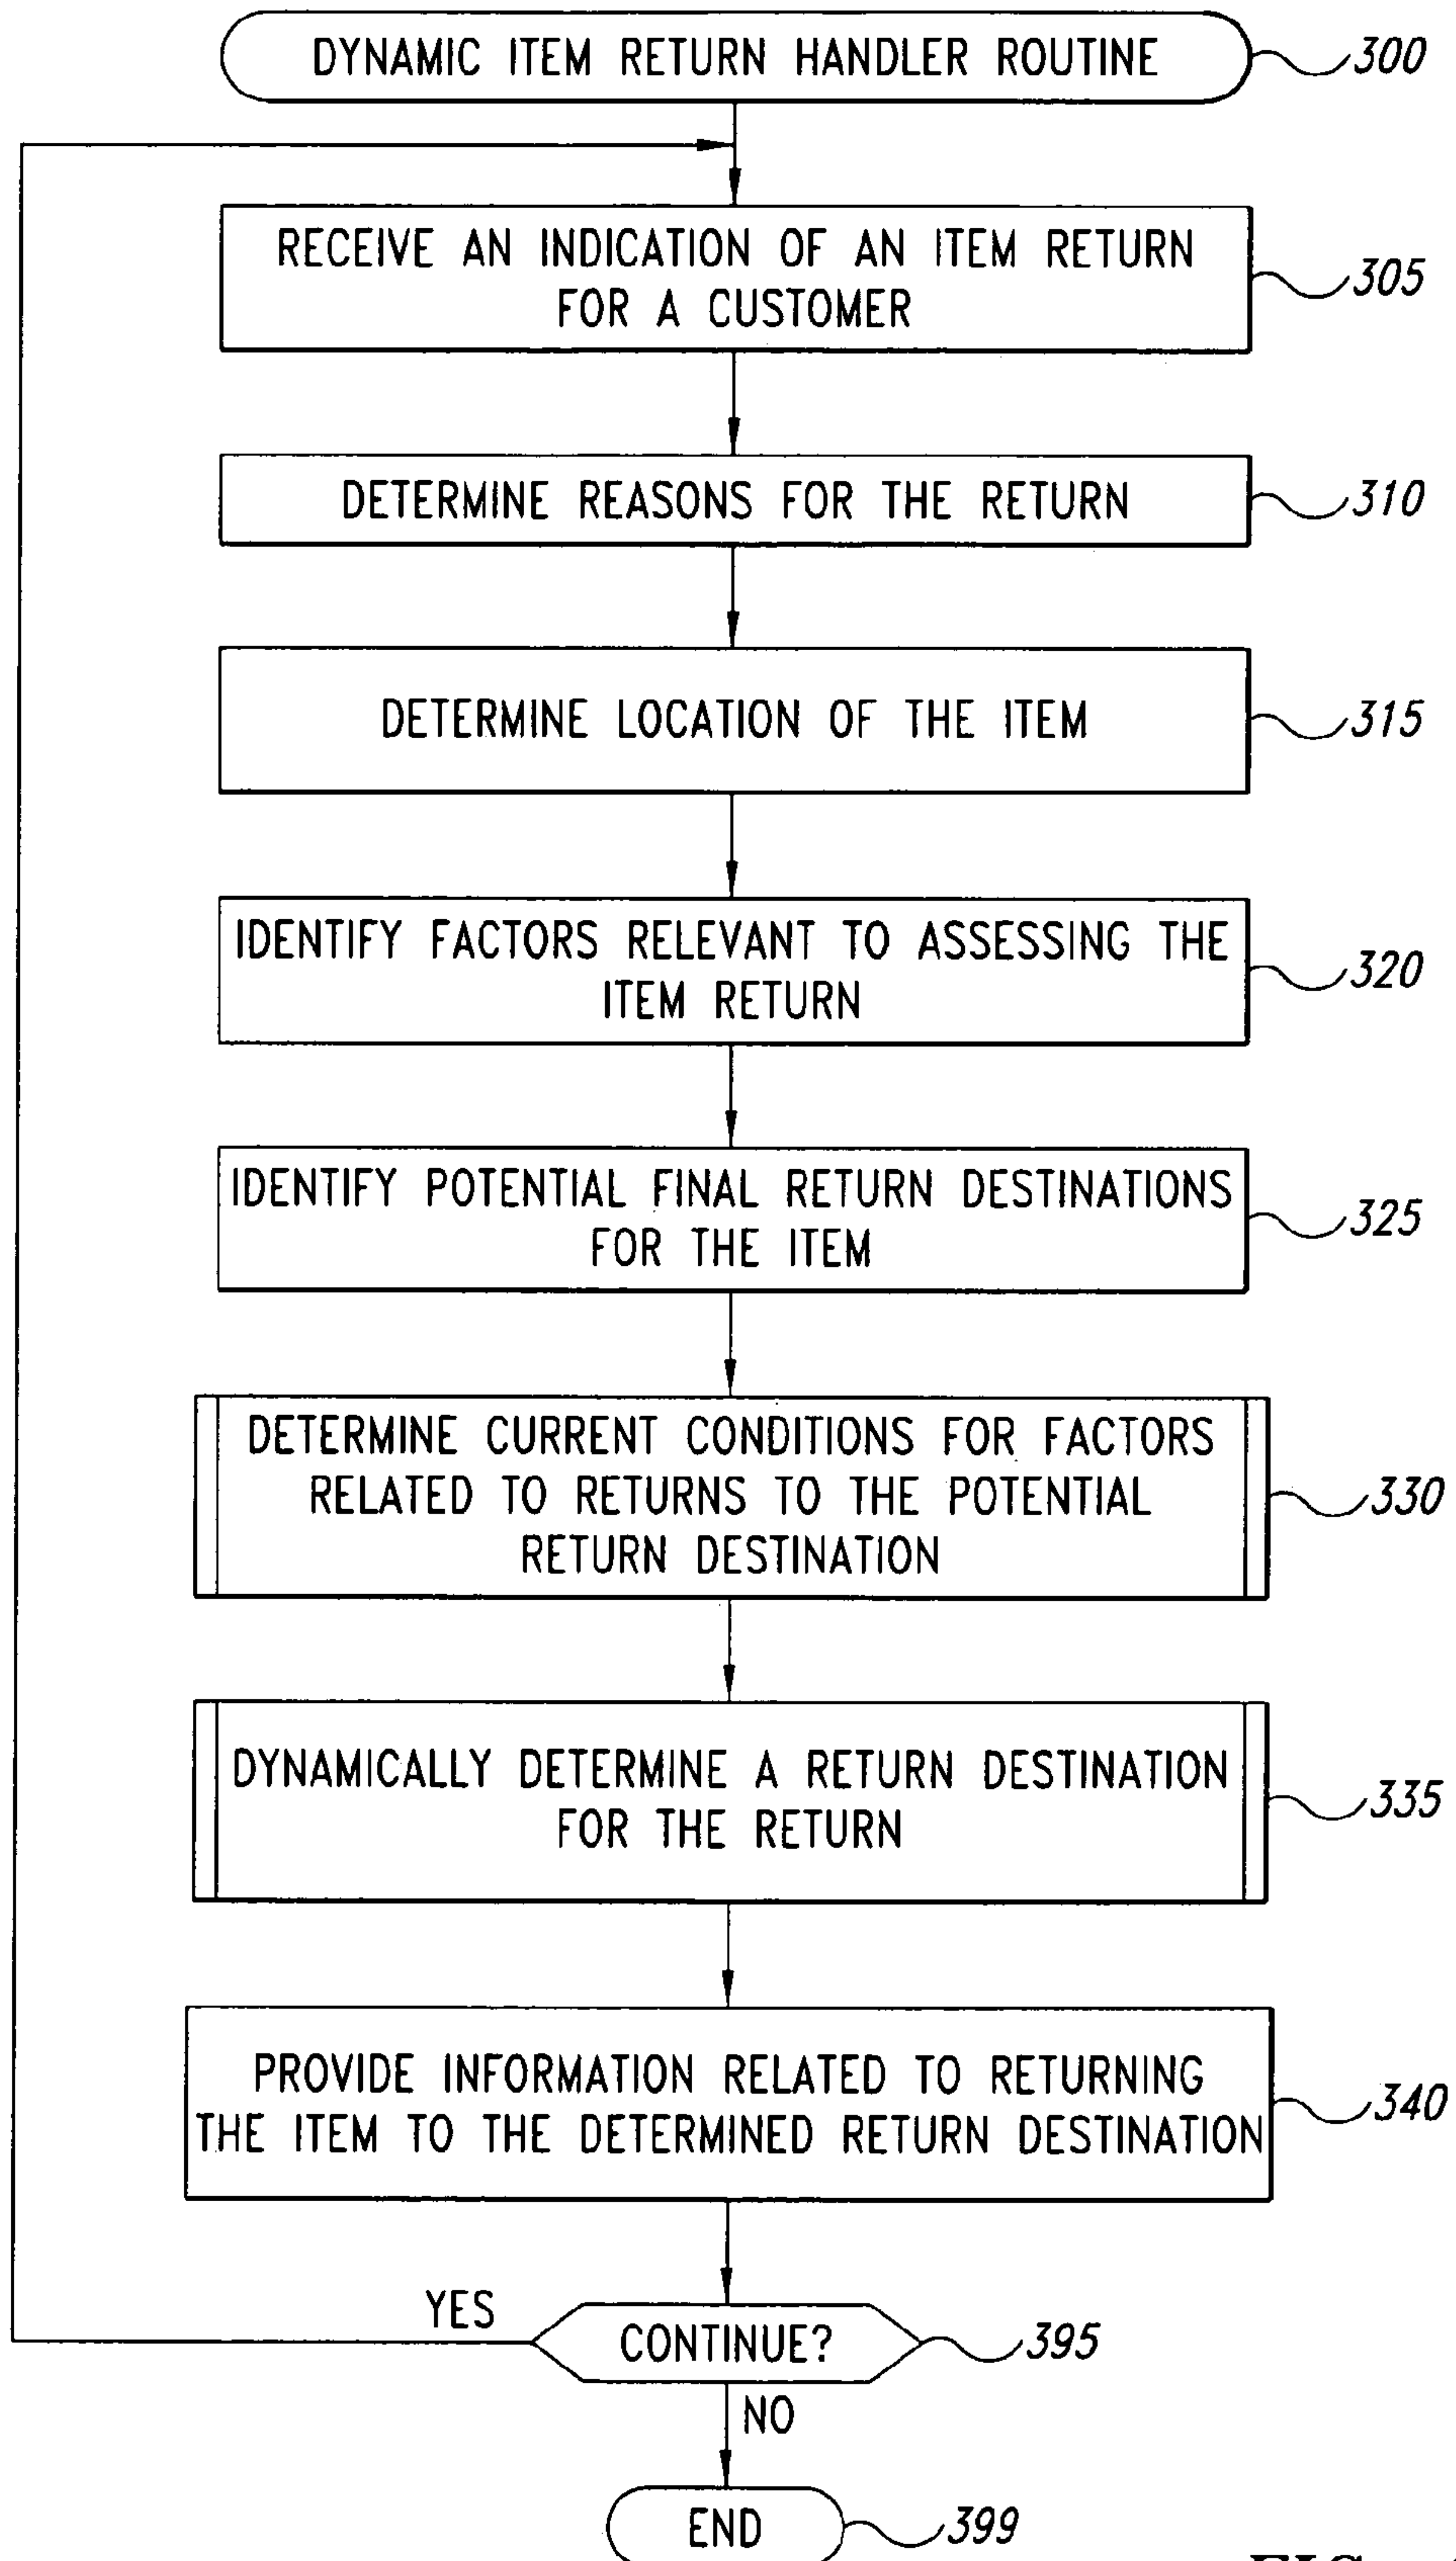 DYNAMIC ITEM RETURN HANDLER ROUTINE
300
RECEIVE AN INDICATION OF AN ITEM RETURN
FOR A CUSTOMER
305
DETERMINE REASONS FOR THE RETURN
310
DETERMINE LOCATION OF THE ITEM
315
IDENTIFY FACTORS RELEVANT TO ASSESSING THE
ITEM RETURN
320
IDENTIFY POTENTIAL FINAL RETURN DESTINATIONS
FOR THE ITEM
325
DETERMINE CURRENT CONDITIONS FOR FACTORS
RELATED TO RETURNS TO THE POTENTIAL
RETURN DESTINATION
330
DYNAMICALLY DETERMINE A RETURN DESTINATION
FOR THE RETURN
335
PROVIDE INFORMATION RELATED TO RETURNING
THE ITEM TO THE DETERMINED RETURN DESTINATION
340
YES
CONTINUE?
395
NO
END
399